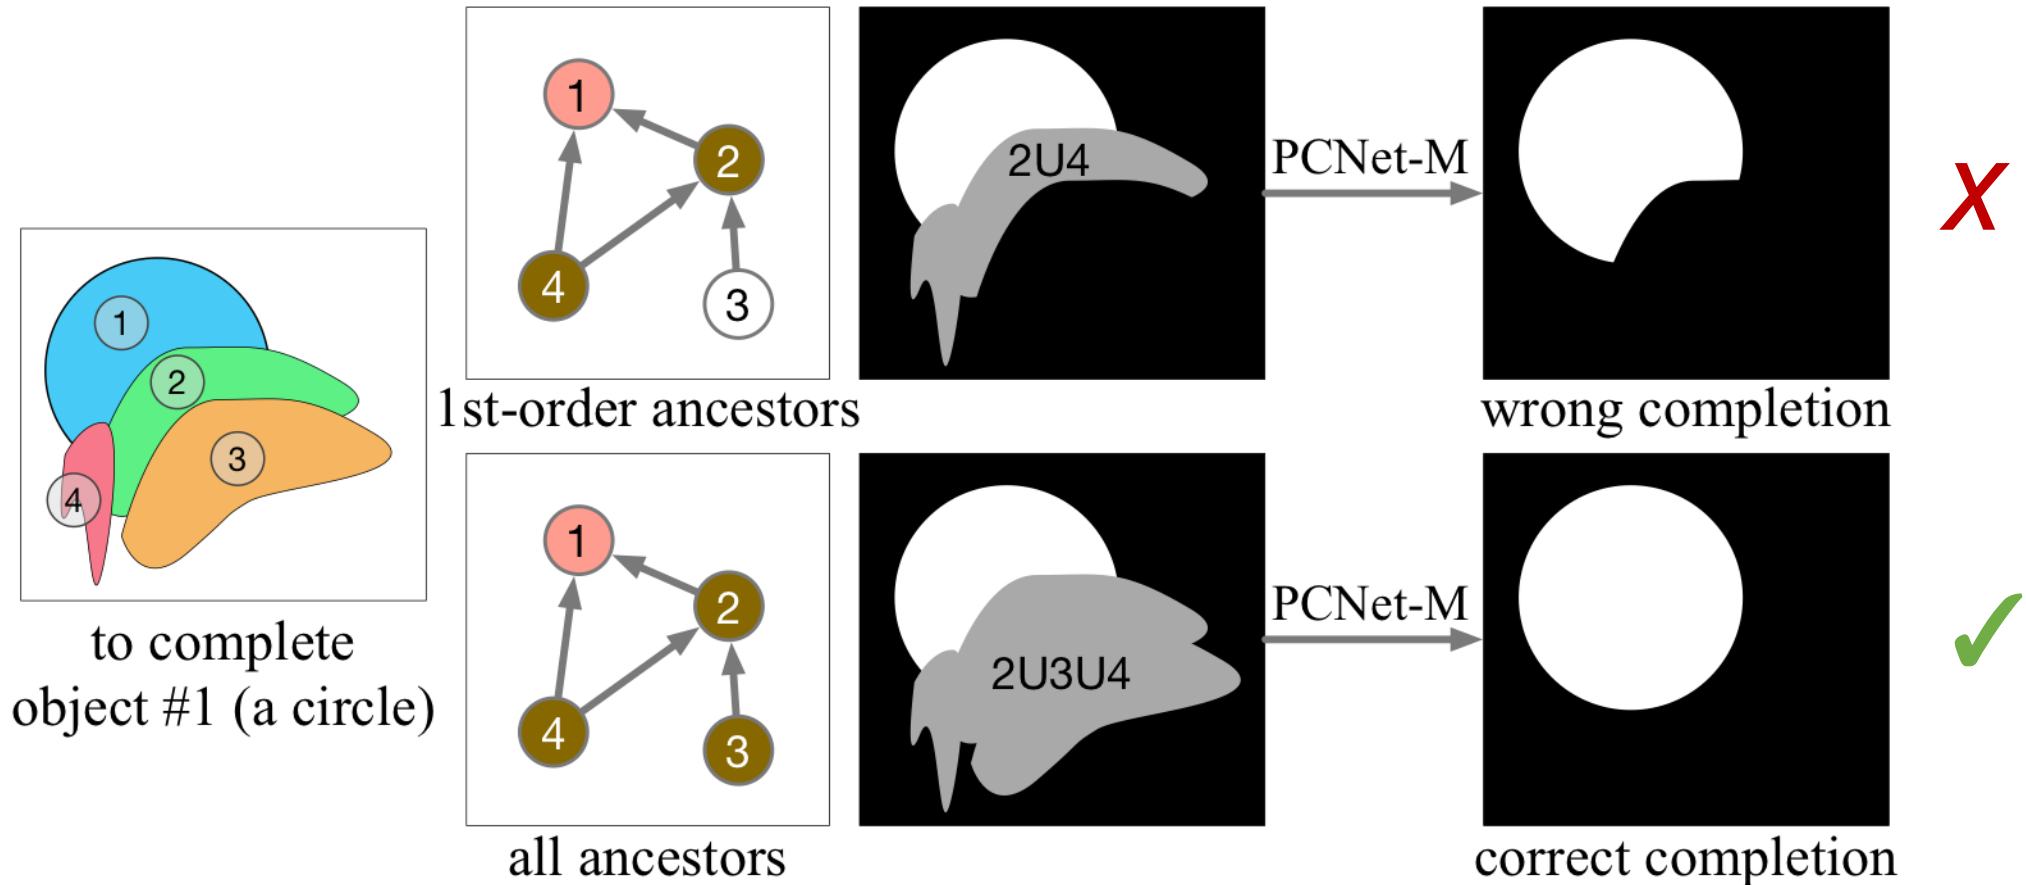 1
2
3
4
to complete
object #1 (a circle)
1
2
4
3
1st-order ancestors
2U4
PCNet-M
wrong completion
X
1
2
4
3
all ancestors
2U3U4
PCNet-M
correct completion
✓